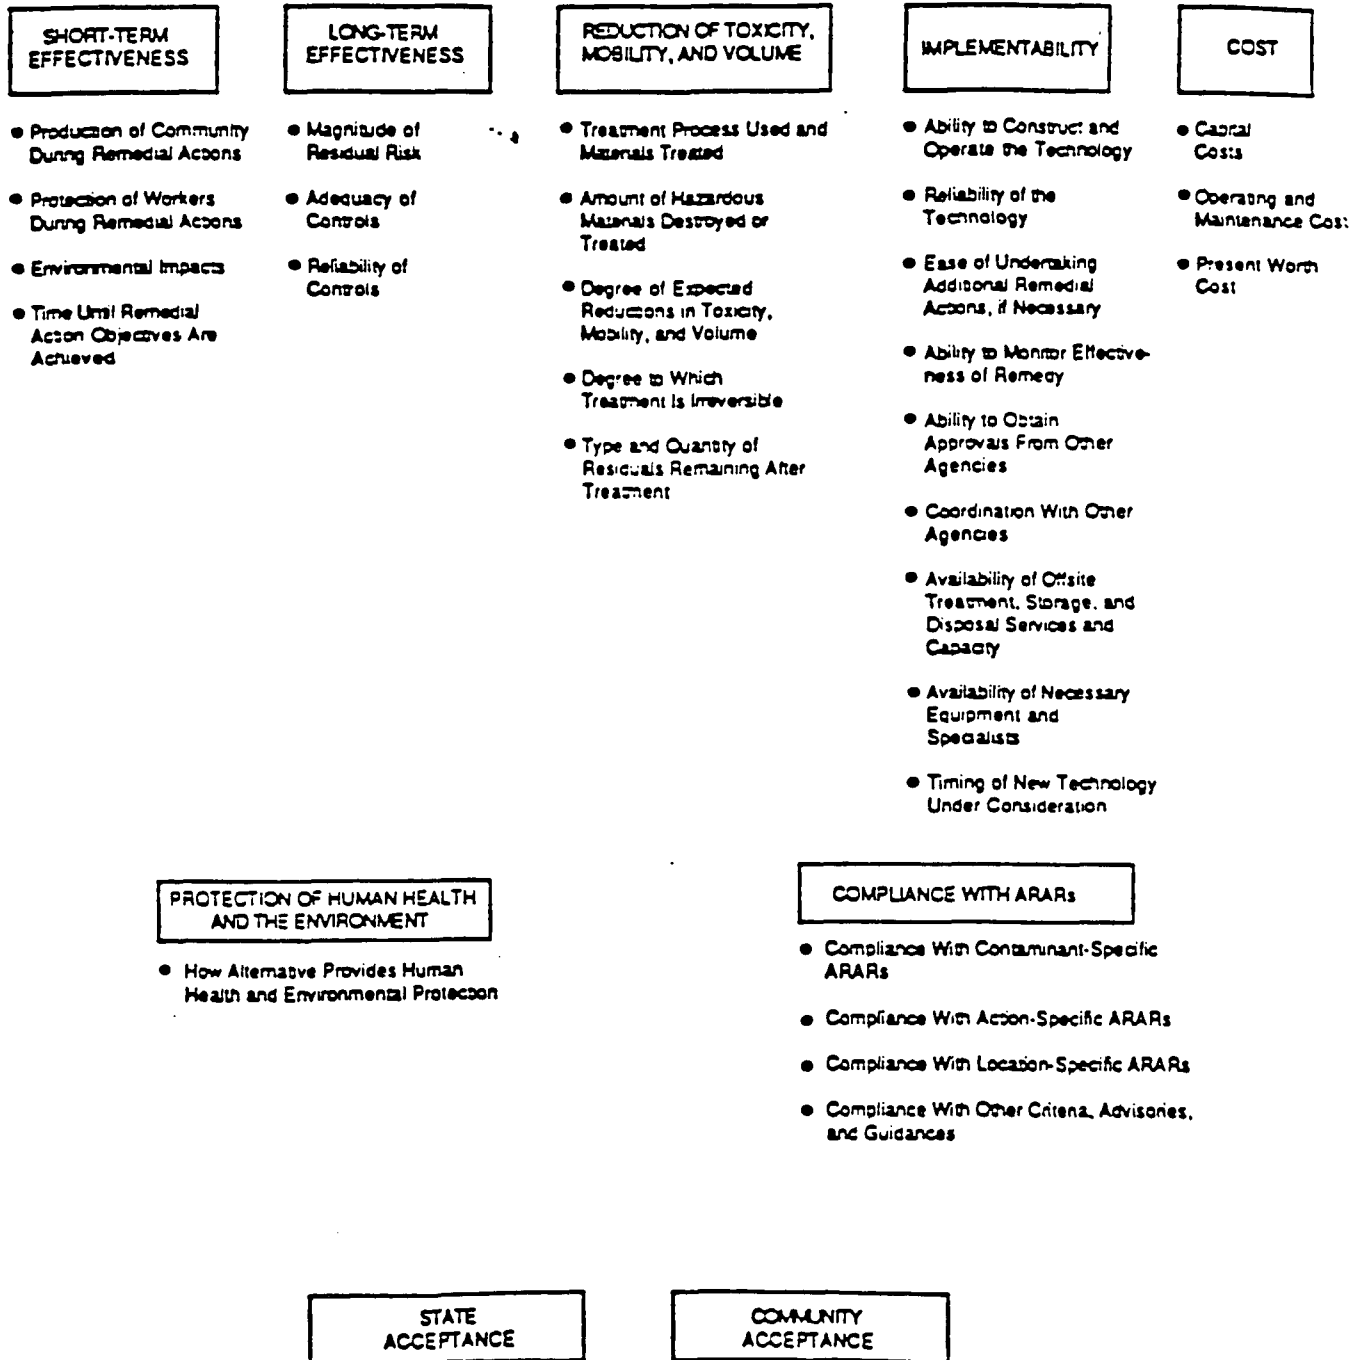 SHORT-TERM
EFFECTIVENESS
● Production of Community
During Remedial Actions
● Protection of Workers
During Remedial Actions
● Environmental Impacts
● Time Until Remedial
Action Objectives Are
Achieved
LONG-TERM
EFFECTIVENESS
● Magnitude of
Residual Risk
● Adequacy of
Controls
● Reliability of
Controls
REDUCTION OF TOXICITY,
MOBILITY, AND VOLUME
● Treatment Process Used and
Materials Treated
● Amount of Hazardous
Materials Destroyed or
Treated
● Degree of Expected
Reductions in Toxicity,
Mobility, and Volume
● Degree to Which
Treatment Is Irreversible
● Type and Quantity of
Residuals Remaining After
Treatment
IMPLEMENTABILITY
● Ability to Construct and
Operate the Technology
● Reliability of the
Technology
● Ease of Undertaking
Additional Remedial
Actions, if Necessary
● Ability to Monitor Effective-
ness of Remedy
● Ability to Obtain
Approvals From Other
Agencies
● Coordination With Other
Agencies
● Availability of Offsite
Treatment, Storage, and
Disposal Services and
Capacity
● Availability of Necessary
Equipment and
Specialists
● Timing of New Technology
Under Consideration
COST
● Capital
Costs
● Operating and
Maintenance Cost
● Present Worth
Cost
PROTECTION OF HUMAN HEALTH
AND THE ENVIRONMENT
● How Alternative Provides Human
Health and Environmental Protection
COMPLIANCE WITH ARARs
● Compliance With Contaminant-Specific
ARARs
● Compliance With Action-Specific ARARs
● Compliance With Location-Specific ARARs
● Compliance With Other Criteria, Advisories,
and Guidances
STATE
ACCEPTANCE
COMMUNITY
ACCEPTANCE